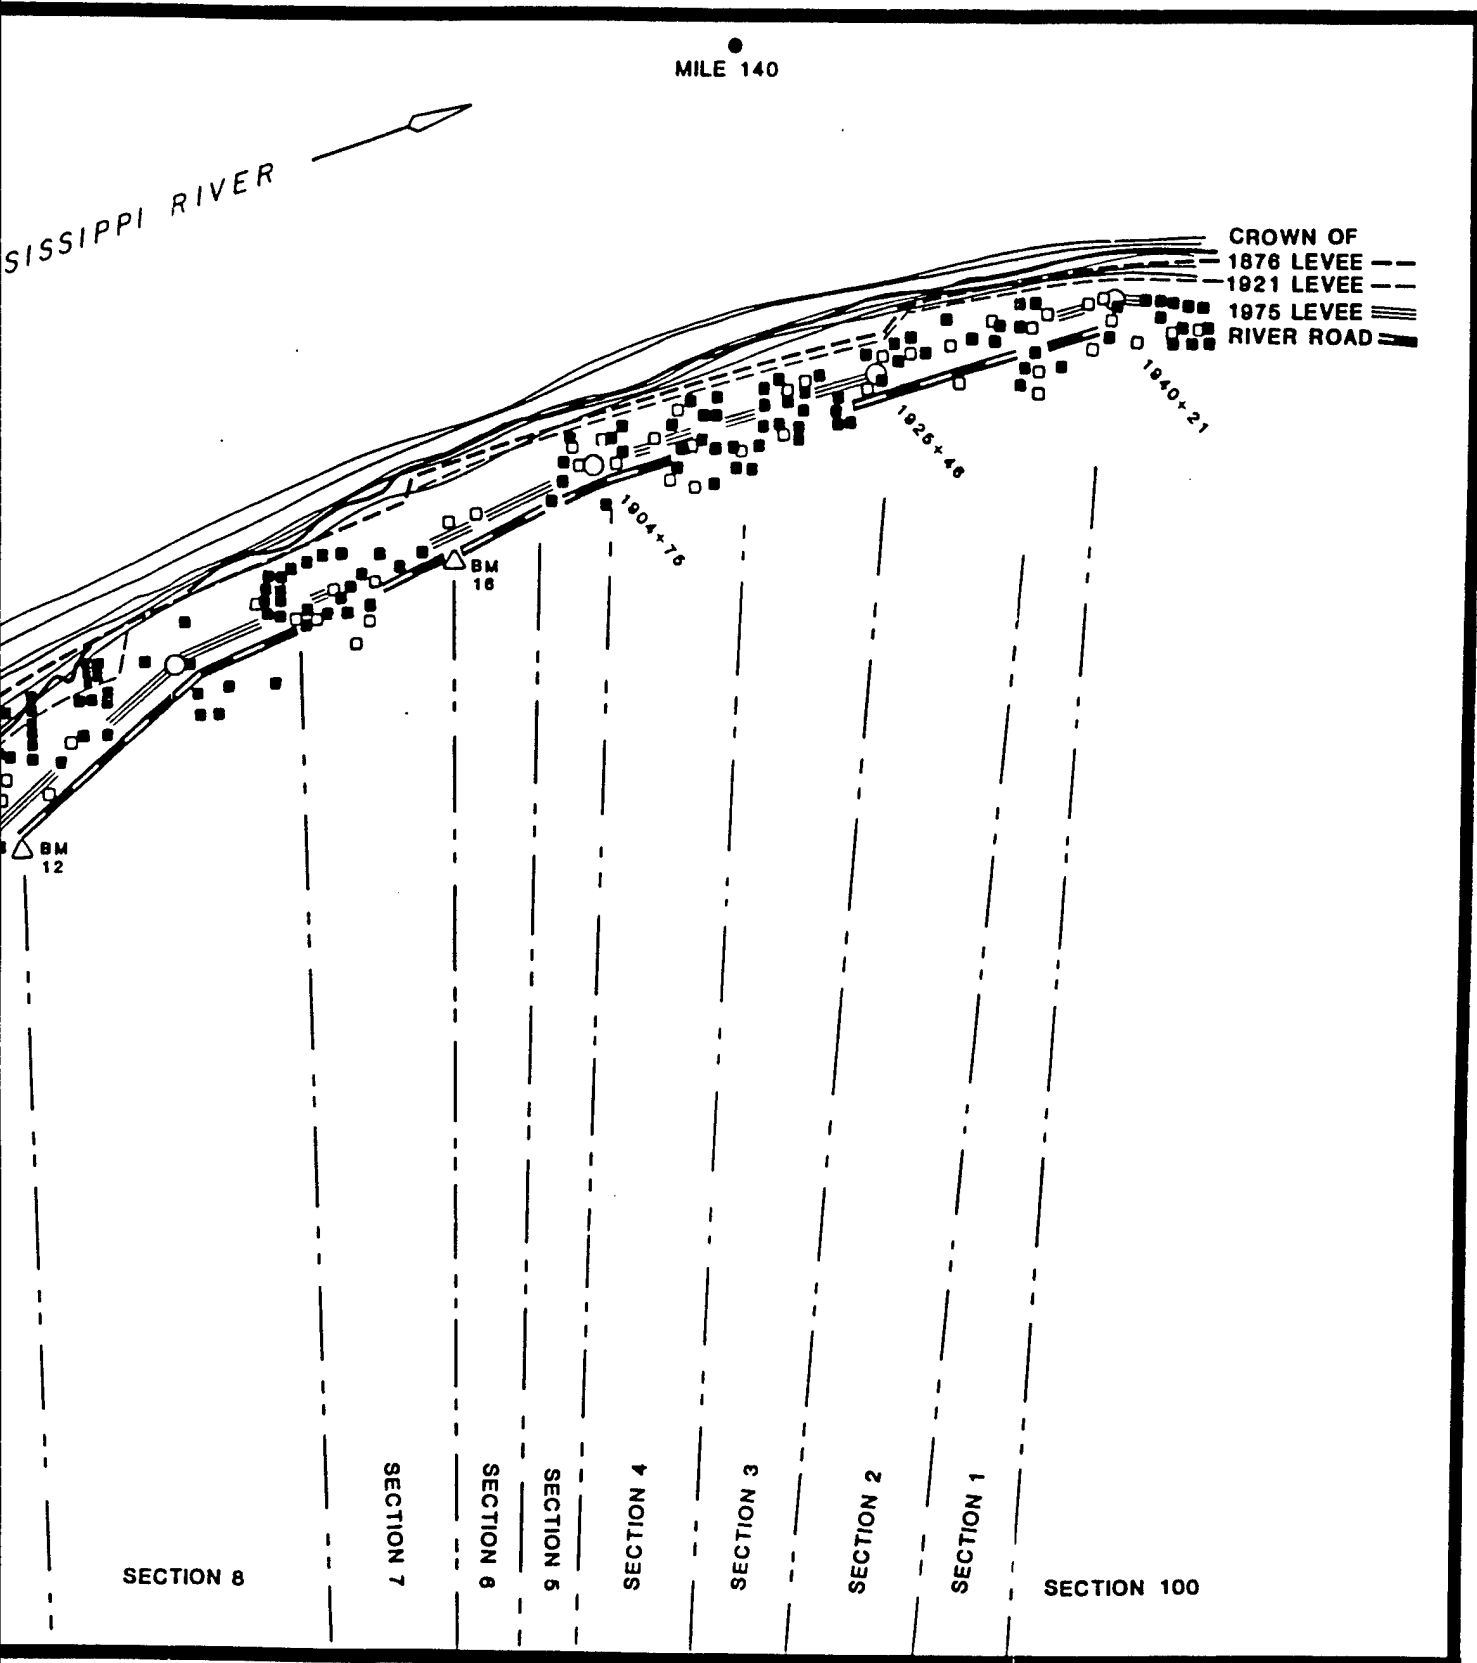 MILE 140
SISSIPPI RIVER
CROWN OF
1876 LEVEE
1921 LEVEE
1975 LEVEE
RIVER ROAD
1940+21
1925+46
1904+75
BM
16
BM
12
SECTION 8
SECTION 7
SECTION 6
SECTION 5
SECTION 4
SECTION 3
SECTION 2
SECTION 1
SECTION 100